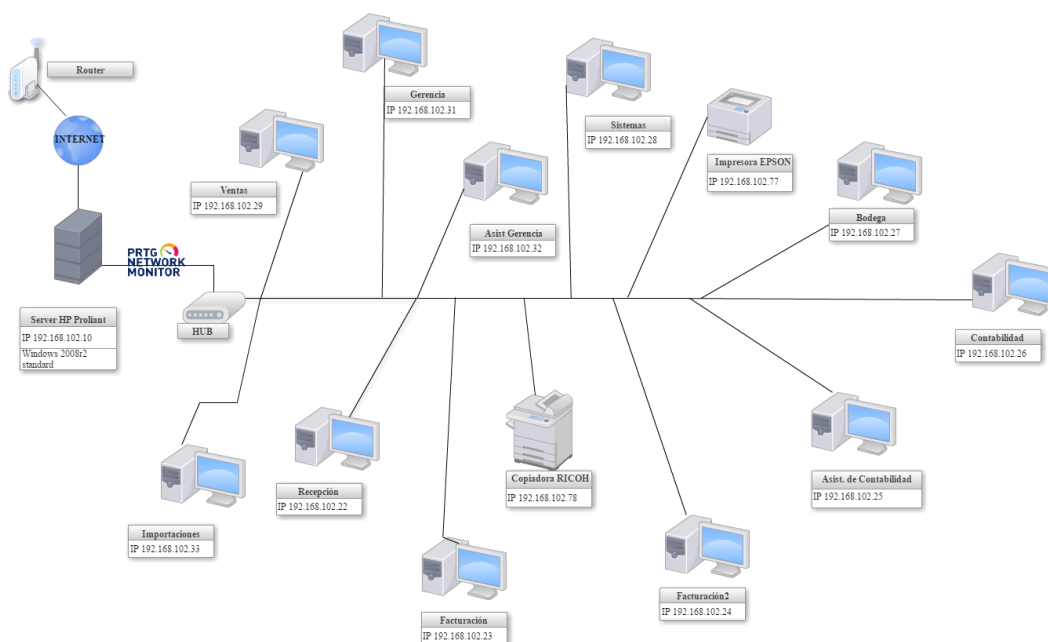 Router
INTERNET
Gerencia
IP 192.168.102.31
Sistemas
IP 192.168.102.28
Impresora EPSON
IP 192.168.102.77
Ventas
IP 192.168.102.29
Asist Gerencia
IP 192.168.102.32
Bodega
IP 192.168.102.27
PRTG
NETWORK
MONITOR
Server HP Proliant
IP 192.168.102.10
Windows 2008r2
standard
HUB
Contabilidad
IP 192.168.102.26
Importaciones
IP 192.168.102.33
Recepción
IP 192.168.102.22
Copiadora RICOH
IP 192.168.102.78
Asist. de Contabilidad
IP 192.168.102.25
Facturación
IP 192.168.102.23
Facturación2
IP 192.168.102.24